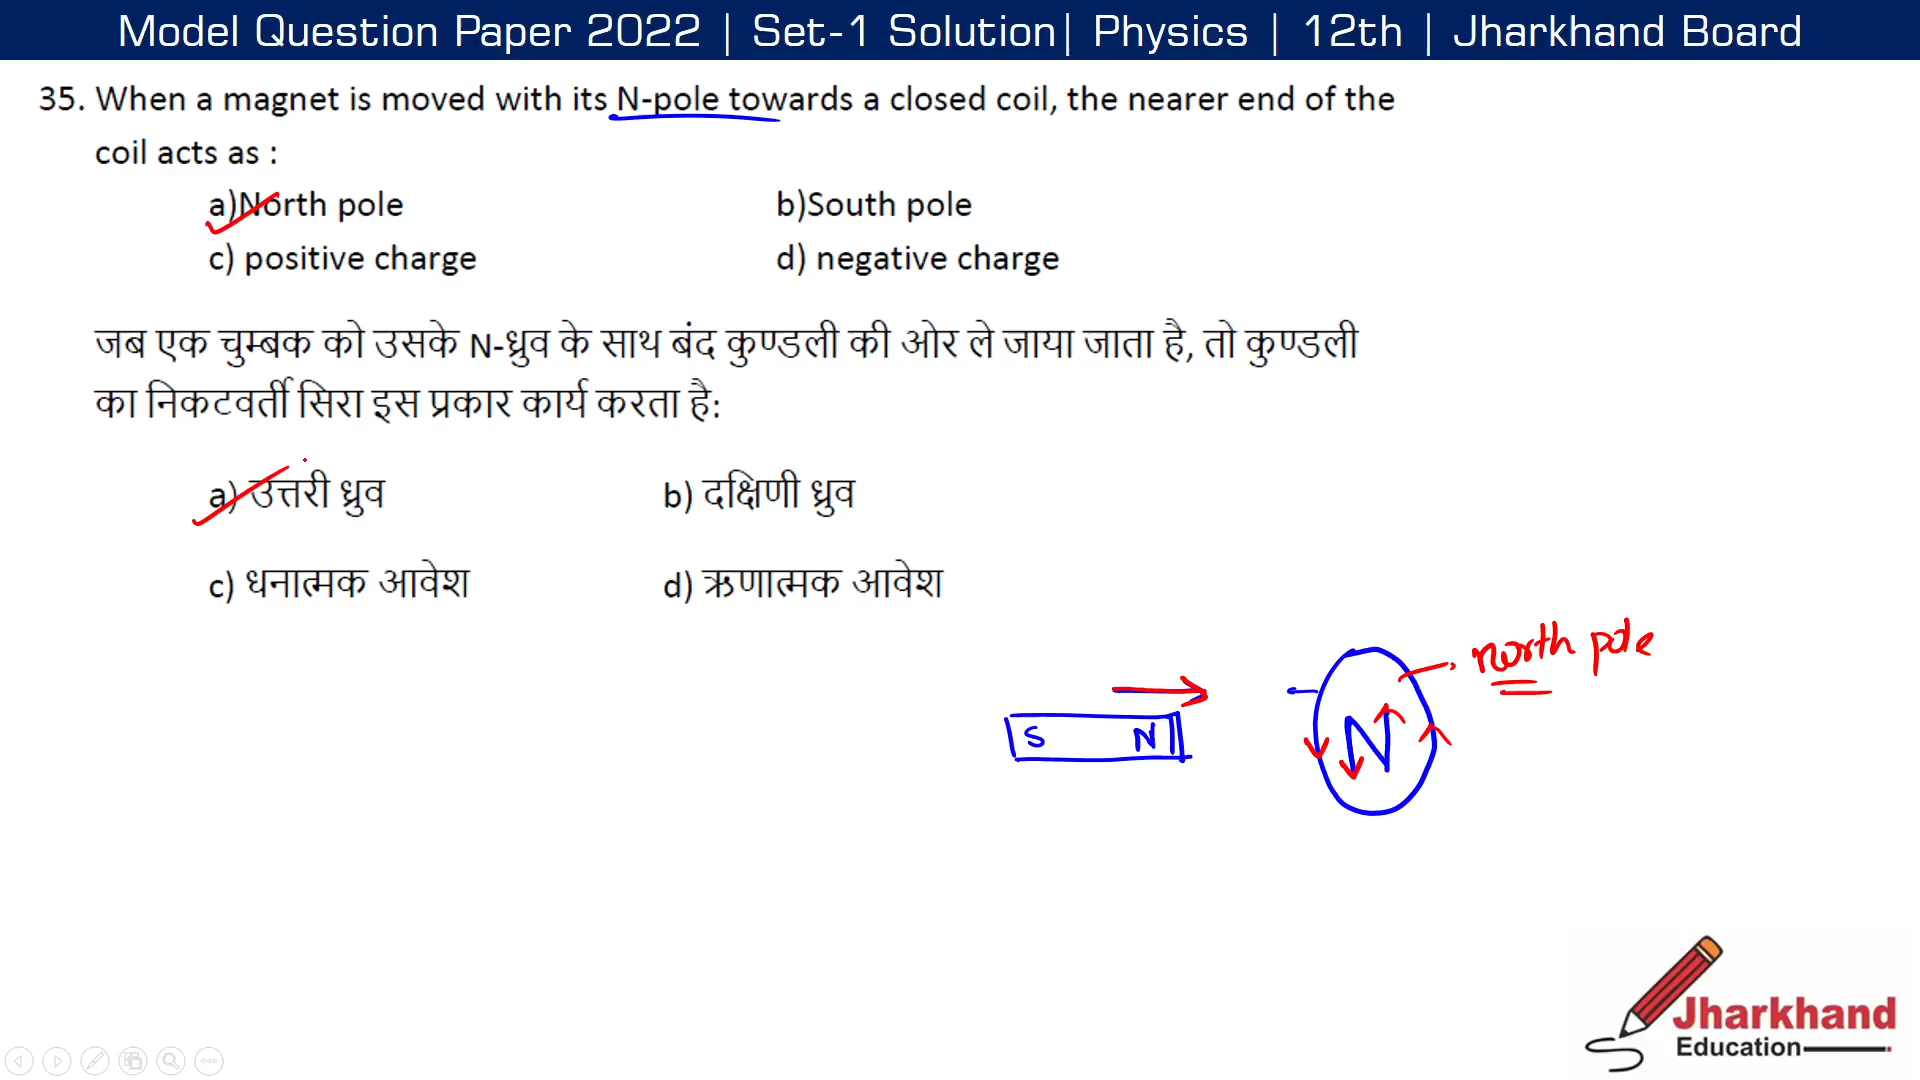 Model Question Paper 2022 | Set-1 Solution| Physics | 12th | Jharkhand Board
35. When a magnet is moved with its N-pole towards a closed coil, the nearer end of the
coil acts as :
a)North pole b)South pole
c) positive charge d) negative charge
जब एक चुम्बक को उसके N-ध्रुव के साथ बंद कुण्डली की ओर ले जाया जाता है, तो कुण्डली
का निकटवर्ती सिरा इस प्रकार कार्य करता है:
a) उत्तरी ध्रुव b) दक्षिणी ध्रुव
c) धनात्मक आवेश d) ऋणात्मक आवेश
north pole
S N N
Jharkhand
Education